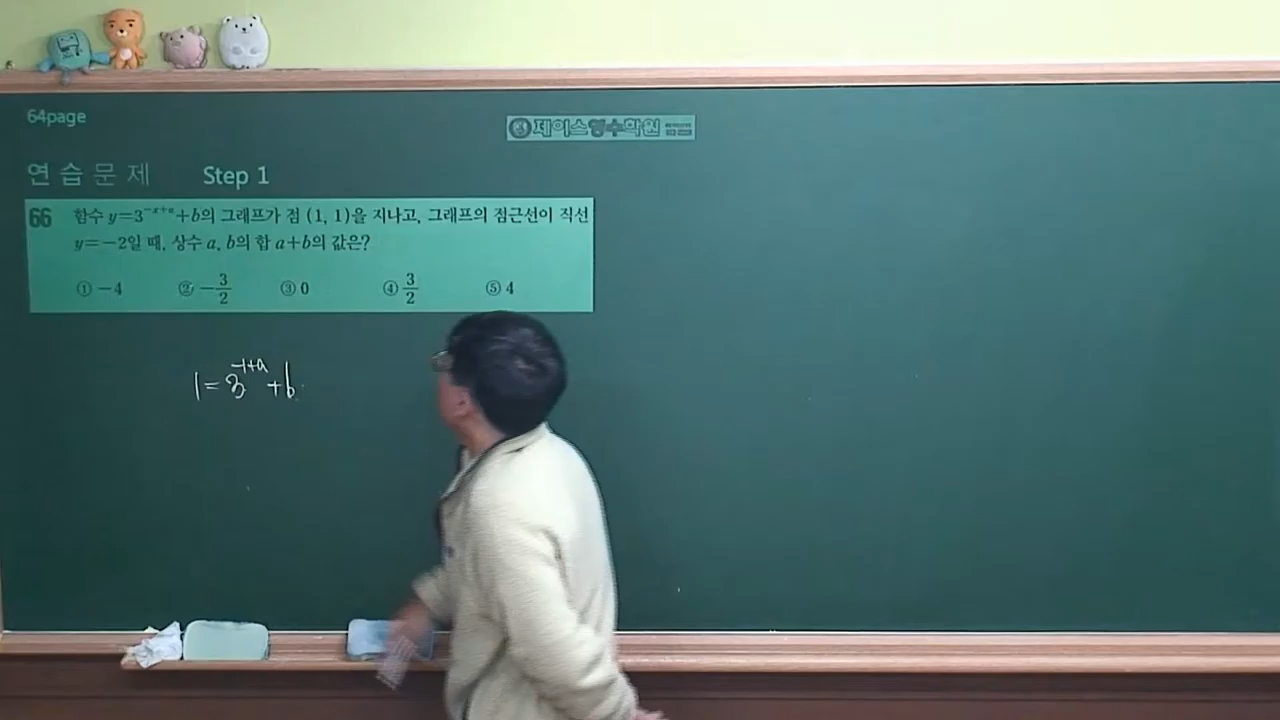 64page
제이스영수학원
연습문제 Step 1
66 함수 y=3^{-x+a}+b의 그래프가 점 (1, 1)을 지나고, 그래프의 점근선이 직선
y=-2일 때, 상수 a, b의 합 a+b의 값은?
① -4 ② -3/2 ③ 0 ④ 3/2 ⑤ 4
1=3^{-1+a}+b